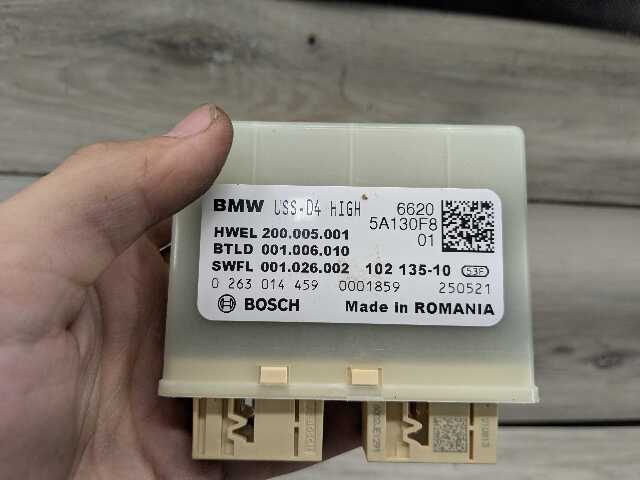 BMW USS-D4 HIGH 6620
5A130F8
01
HWEL 200.005.001
BTLD 001.006.010
SWFL 001.026.002 102 135-10 53F
0 263 014 459 0001859 250521
BOSCH Made in ROMANIA